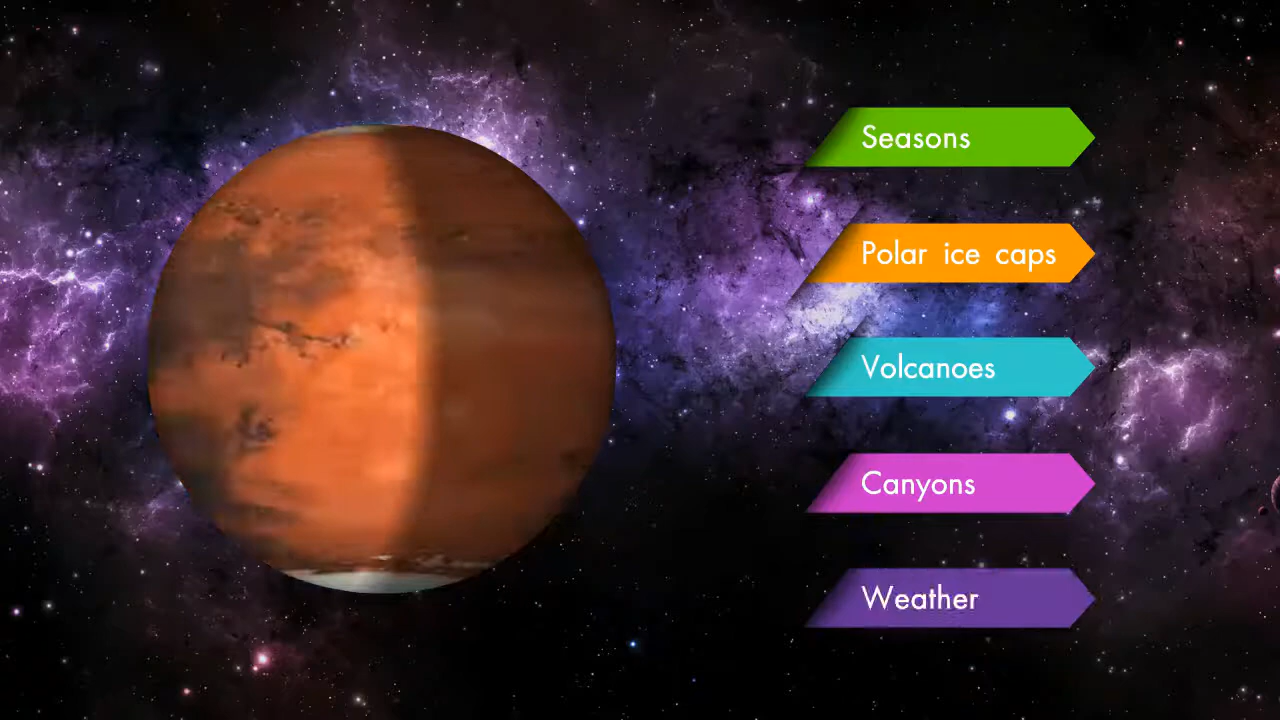 Seasons
Polar ice caps
Volcanoes
Canyons
Weather